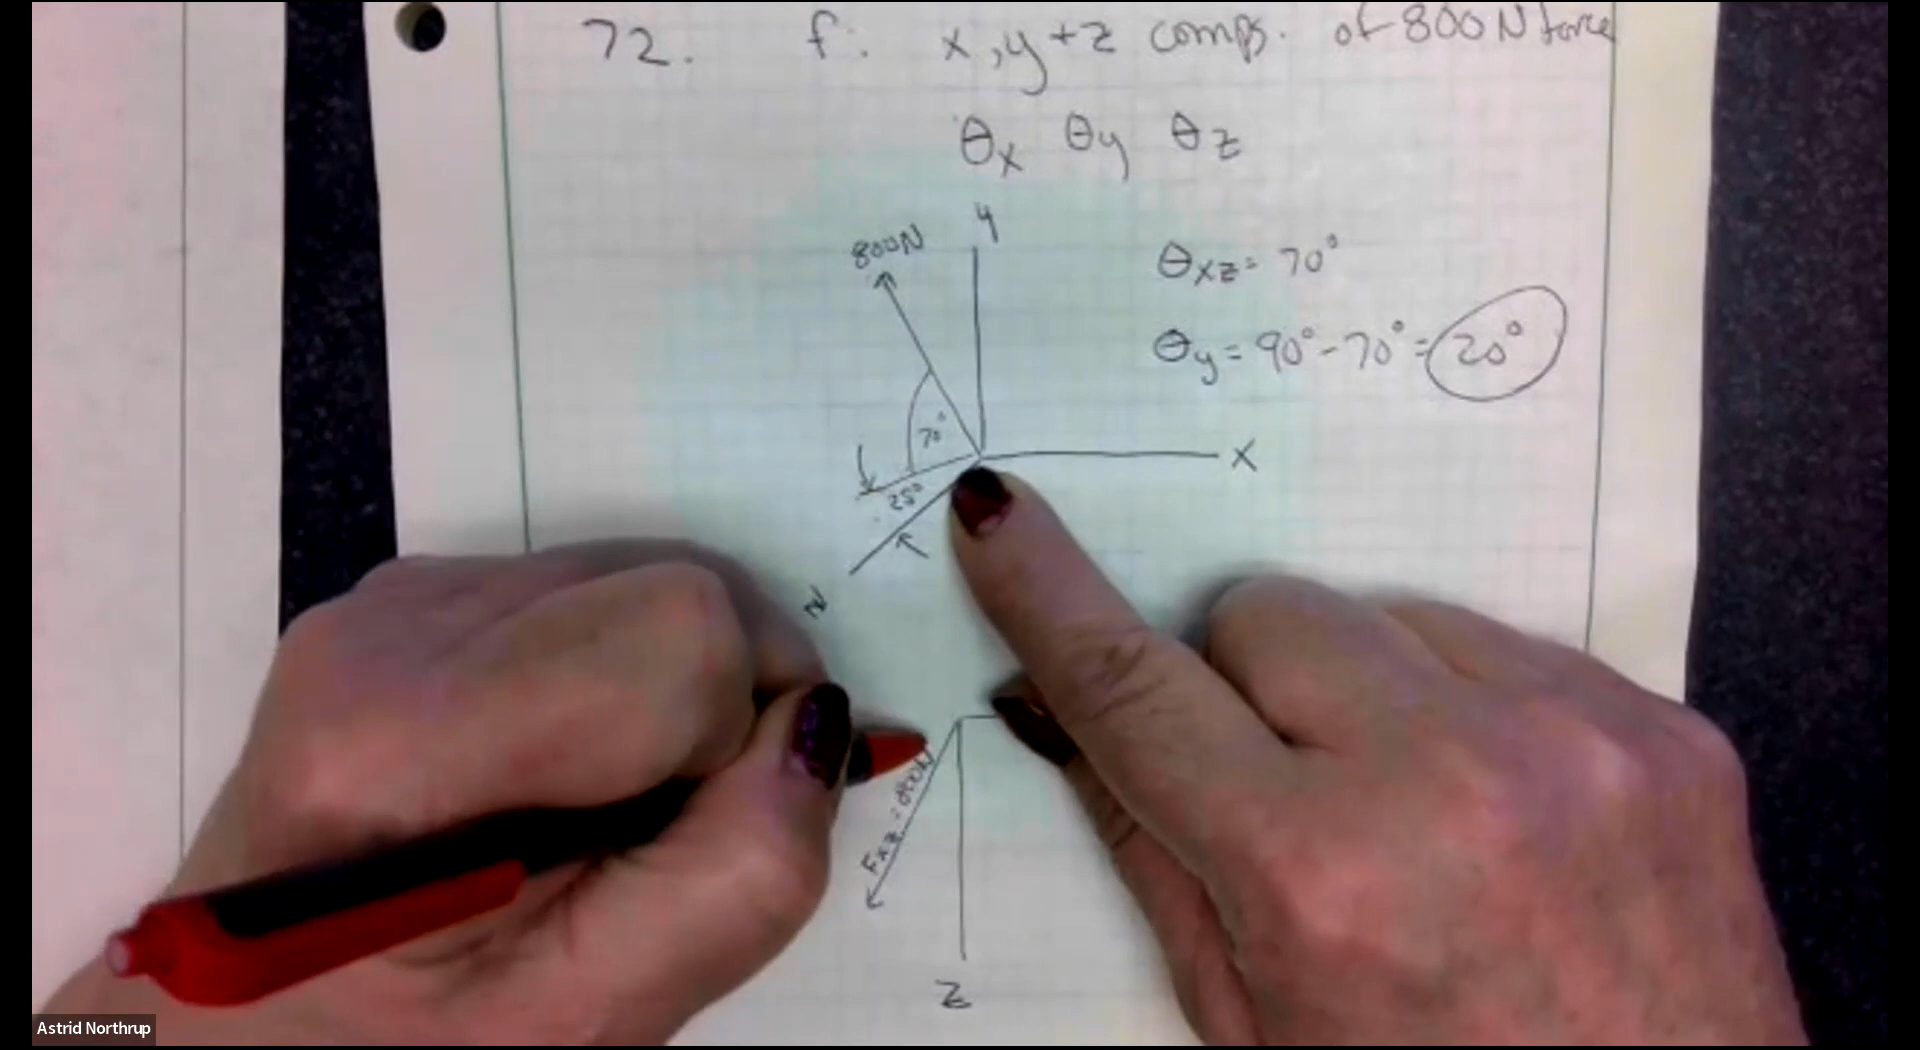 72. f: x, y + z comps. of 800 N force
θx θy θz
y
800N
θxz = 70°
θy = 90° - 70° = 20°
70°
X
25°
z
Fxz = 800N
z
Astrid Northrup